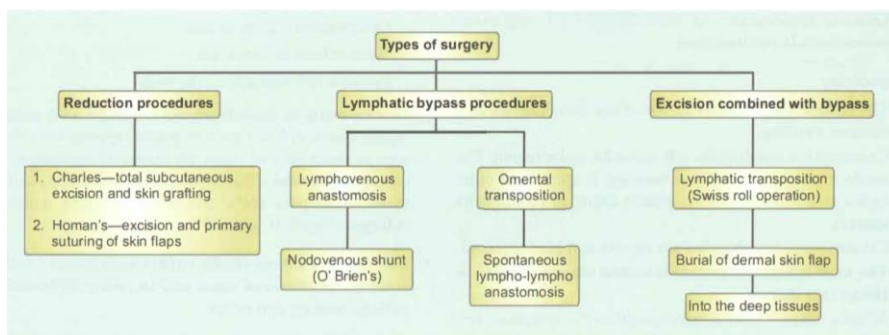 Types of surgery
Reduction procedures
Lymphatic bypass procedures
Excision combined with bypass
1. Charles—total subcutaneous
excision and skin grafting
2. Homan's—excision and primary
suturing of skin flaps
Lymphovenous
anastomosis
Omental
transposition
Lymphatic transposition
(Swiss roll operation)
Nodovenous shunt
(O' Brien's)
Spontaneous
lympho-lympho
anastomosis
Burial of dermal skin flap
Into the deep tissues